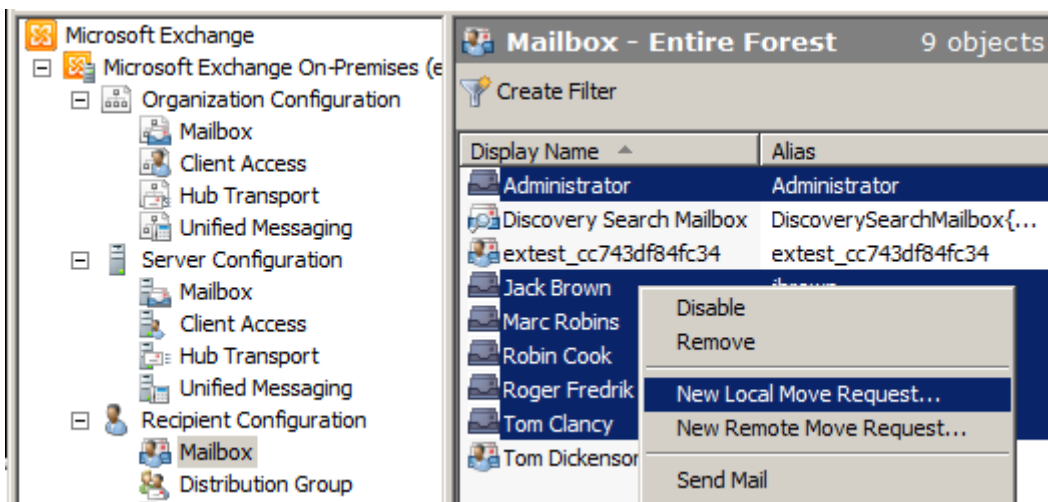 Microsoft Exchange
Microsoft Exchange On-Premises (e
Organization Configuration
Mailbox
Client Access
Hub Transport
Unified Messaging
Server Configuration
Mailbox
Client Access
Hub Transport
Unified Messaging
Recipient Configuration
Mailbox
Distribution Group
Mailbox - Entire Forest 9 objects
Create Filter
Display Name Alias
Administrator Administrator
Discovery Search Mailbox DiscoverySearchMailbox{...
extest_cc743df84fc34 extest_cc743df84fc34
Jack Brown
Marc Robins
Robin Cook
Roger Fredrik
Tom Clancy
Tom Dickenson
Disable
Remove
New Local Move Request...
New Remote Move Request...
Send Mail